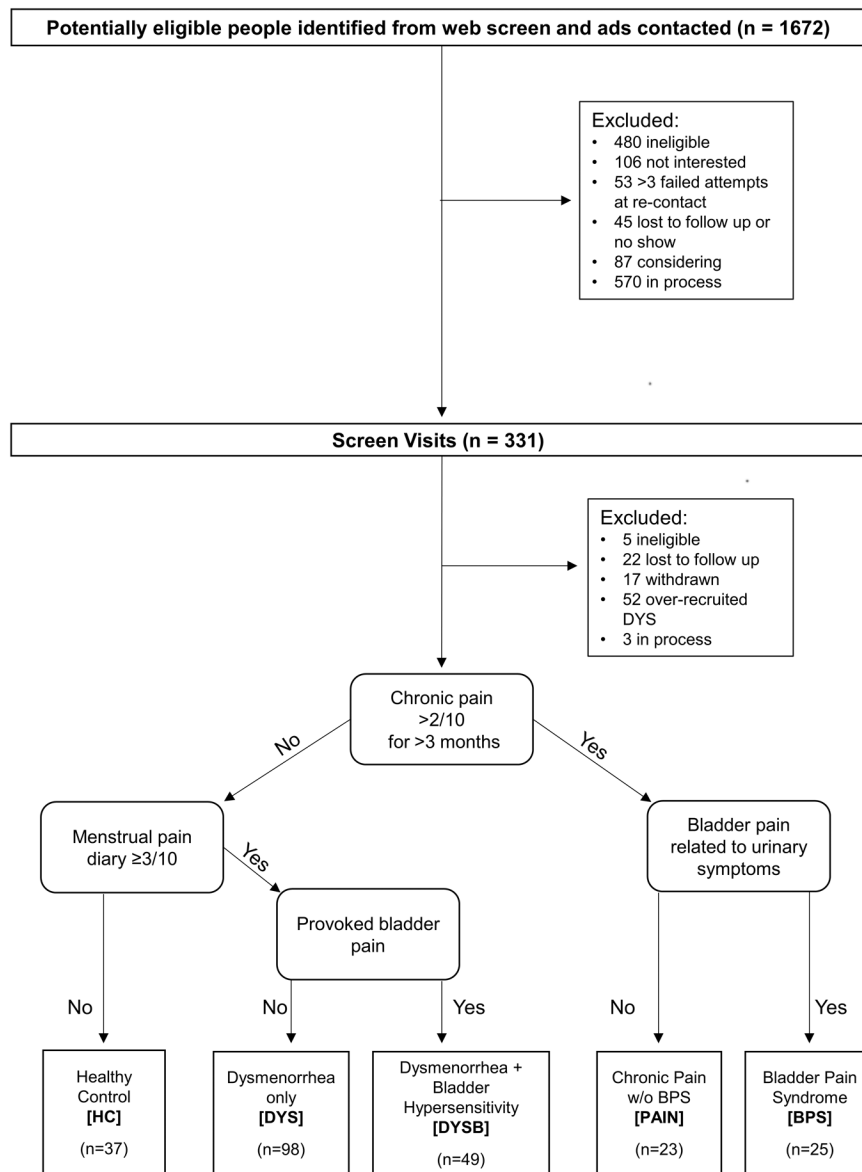 Potentially eligible people identified from web screen and ads contacted (n = 1672)
Excluded:
• 480 ineligible
• 106 not interested
• 53 >3 failed attempts
at re-contact
• 45 lost to follow up or
no show
• 87 considering
• 570 in process
Screen Visits (n = 331)
Excluded:
• 5 ineligible
• 22 lost to follow up
• 17 withdrawn
• 52 over-recruited
DYS
• 3 in process
Chronic pain
>2/10
for >3 months
No
Yes
Menstrual pain
diary ≥3/10
Yes
Bladder pain
related to urinary
symptoms
Provoked bladder
pain
No
No
Yes
No
Yes
Healthy
Control
[HC]
(n=37)
Dysmenorrhea
only
[DYS]
(n=98)
Dysmenorrhea +
Bladder
Hypersensitivity
[DYSB]
(n=49)
Chronic Pain
w/o BPS
[PAIN]
(n=23)
Bladder Pain
Syndrome
[BPS]
(n=25)